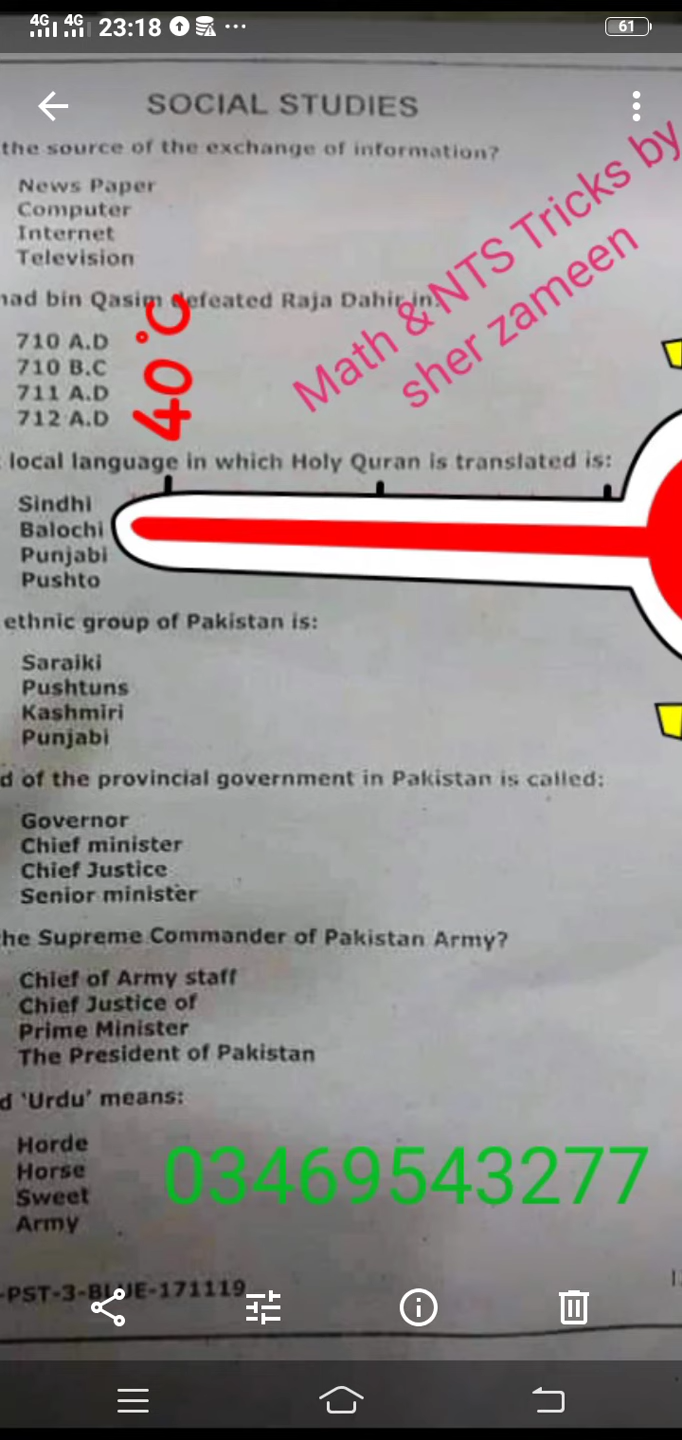 4G 4G 23:18 61
SOCIAL STUDIES
the source of the exchange of information?
News Paper
Computer
Internet
Television
Math & NTS Tricks by
sher zameen
had bin Qasim defeated Raja Dahir in:
710 A.D
710 B.C
711 A.D
712 A.D
40 °C
local language in which Holy Quran is translated is:
Sindhi
Balochi
Punjabi
Pushto
ethnic group of Pakistan is:
Saraiki
Pushtuns
Kashmiri
Punjabi
d of the provincial government in Pakistan is called:
Governor
Chief minister
Chief Justice
Senior minister
he Supreme Commander of Pakistan Army?
Chief of Army staff
Chief Justice of
Prime Minister
The President of Pakistan
d 'Urdu' means:
Horde
Horse
Sweet
Army
03469543277
-PST-3-BLUE-171119